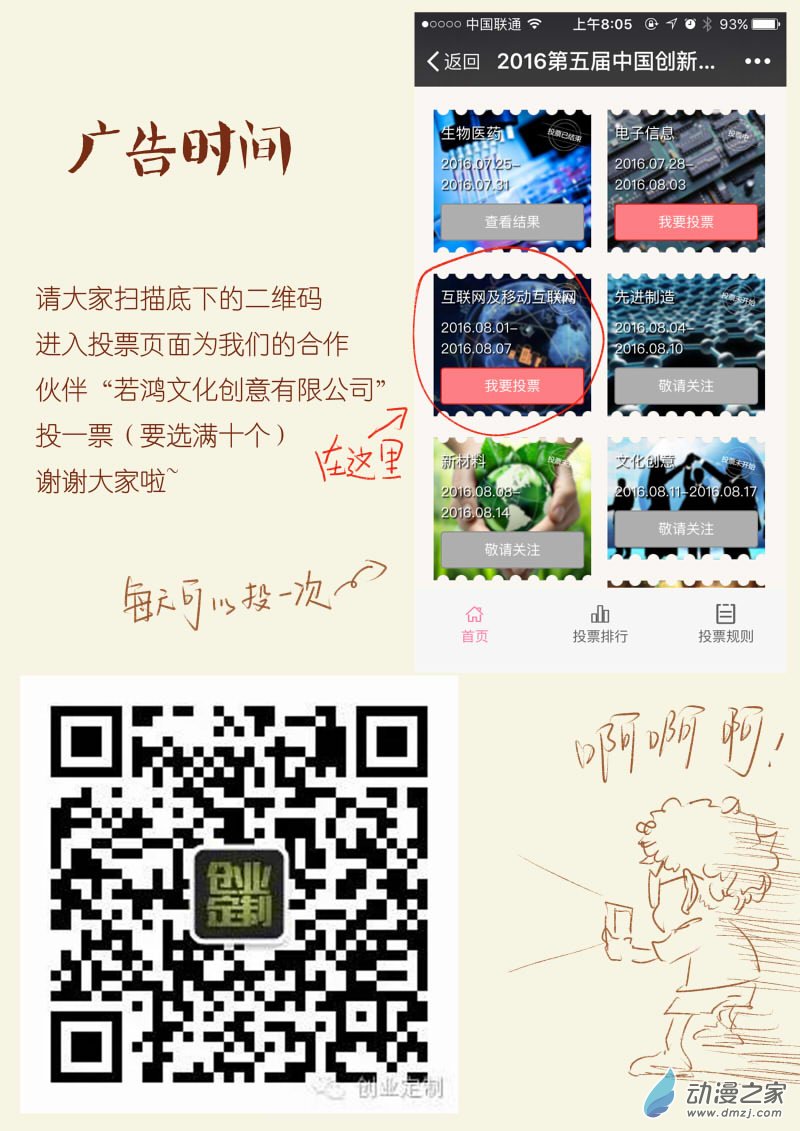 广告时间
请大家扫描底下的二维码
进入投票页面为我们的合作
伙伴“若鸿文化创意有限公司”
投一票（要选满十个）
谢谢大家啦~
在这里
每天可以投一次
中国联通 上午8:05 93%
返回 2016第五届中国创新...
生物医药 投票已结束
2016.07.25-
2016.07.31
查看结果
电子信息 投票中
2016.07.28-
2016.08.03
我要投票
互联网及移动互联网
2016.08.01-
2016.08.07
我要投票
先进制造 投票未开始
2016.08.04-
2016.08.10
敬请关注
新材料 投票未
2016.08.08-
2016.08.14
敬请关注
文化创意 投票未开始
2016.08.11-2016.08.17
敬请关注
首页 投票排行 投票规则
创业
定制
创业定制
啊啊啊！
动漫之家
www.dmzj.com